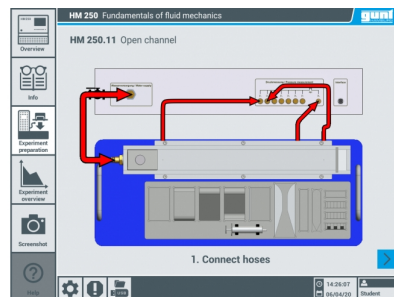 HM 250 Fundamentals of fluid mechanics
gunt
Overview
HM 250.11 Open channel
Info
Experiment
preparation
Experiment
overview
Screenshot
1. Connect hoses
Help
14:26:07
06/04/20
Student